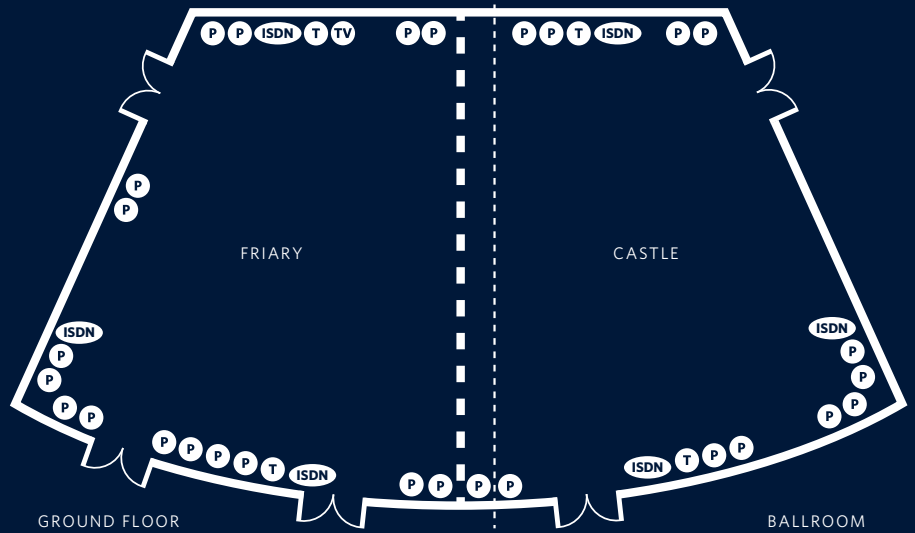 P P ISDN T TV P P P P T ISDN P P
P
P
FRIARY CASTLE
ISDN ISDN
P P
P P
P P P P
P P P P T ISDN ISDN T P P
P P P P
GROUND FLOOR BALLROOM